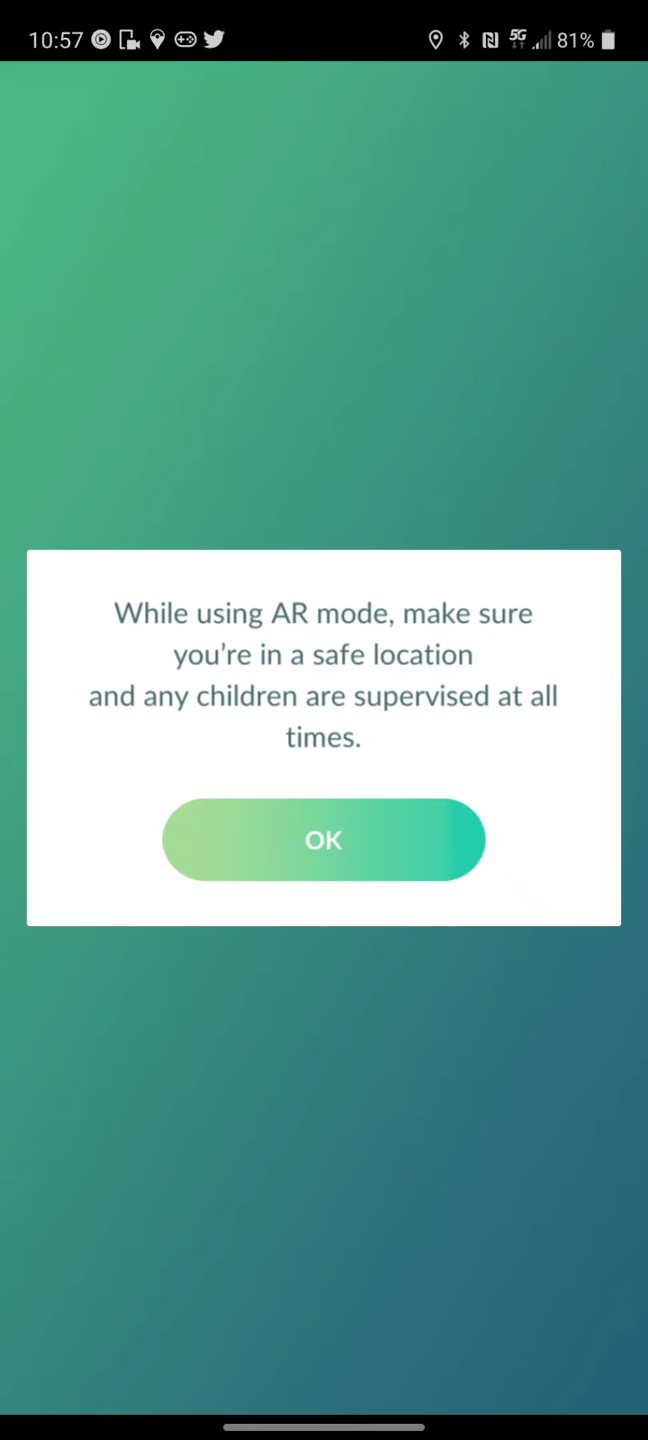 10:57
5G
81%
While using AR mode, make sure
you’re in a safe location
and any children are supervised at all
times.
OK